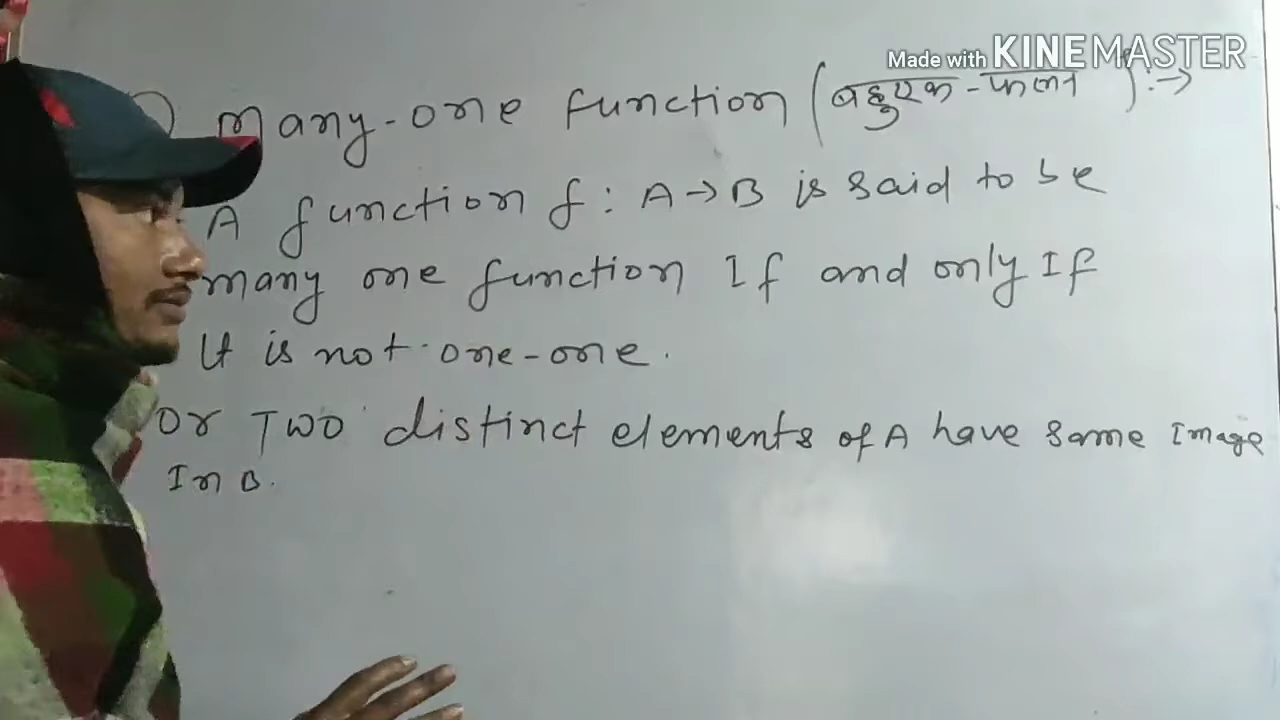 Made with KINEMASTER
many-one function (बहुएक-फलन):→
A function f: A→B is said to be
many one function If and only If
It is not one-one.
Or Two distinct elements of A have same Image
In B.